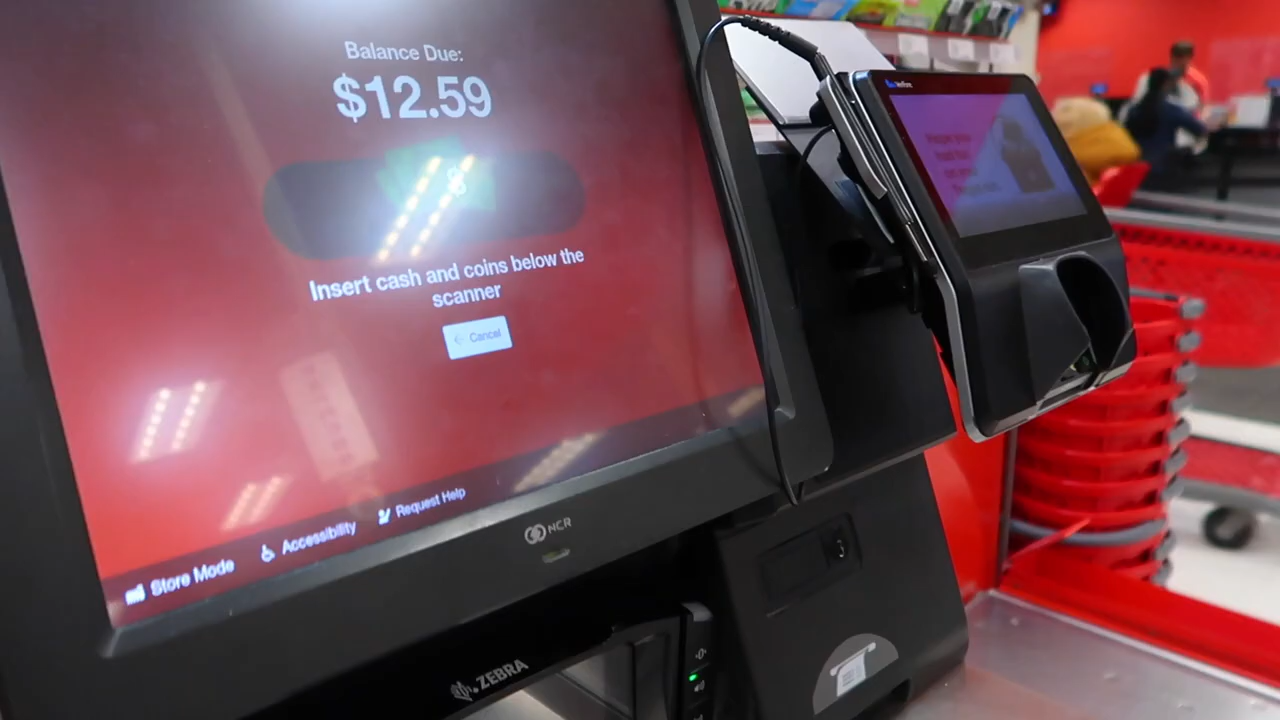 Balance Due:
$12.59
Insert cash and coins below the
scanner
← Cancel
Store Mode
Accessibility
Request Help
NCR
ZEBRA
Verifone